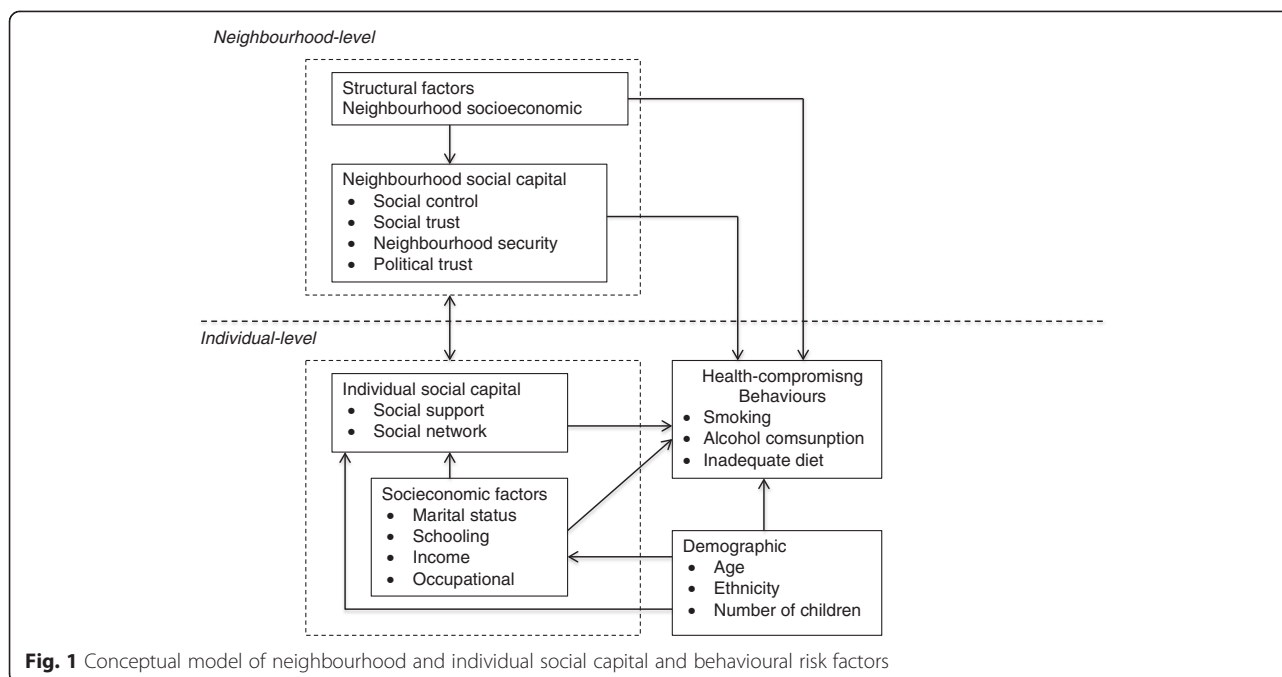 Neighbourhood-level
Structural factors
Neighbourhood socioeconomic
Neighbourhood social capital
• Social control
• Social trust
• Neighbourhood security
• Political trust
Individual-level
Individual social capital
• Social support
• Social network
Health-compromisng
Behaviours
• Smoking
• Alcohol comsunption
• Inadequate diet
Socieconomic factors
• Marital status
• Schooling
• Income
• Occupational
Demographic
• Age
• Ethnicity
• Number of children
Fig. 1 Conceptual model of neighbourhood and individual social capital and behavioural risk factors